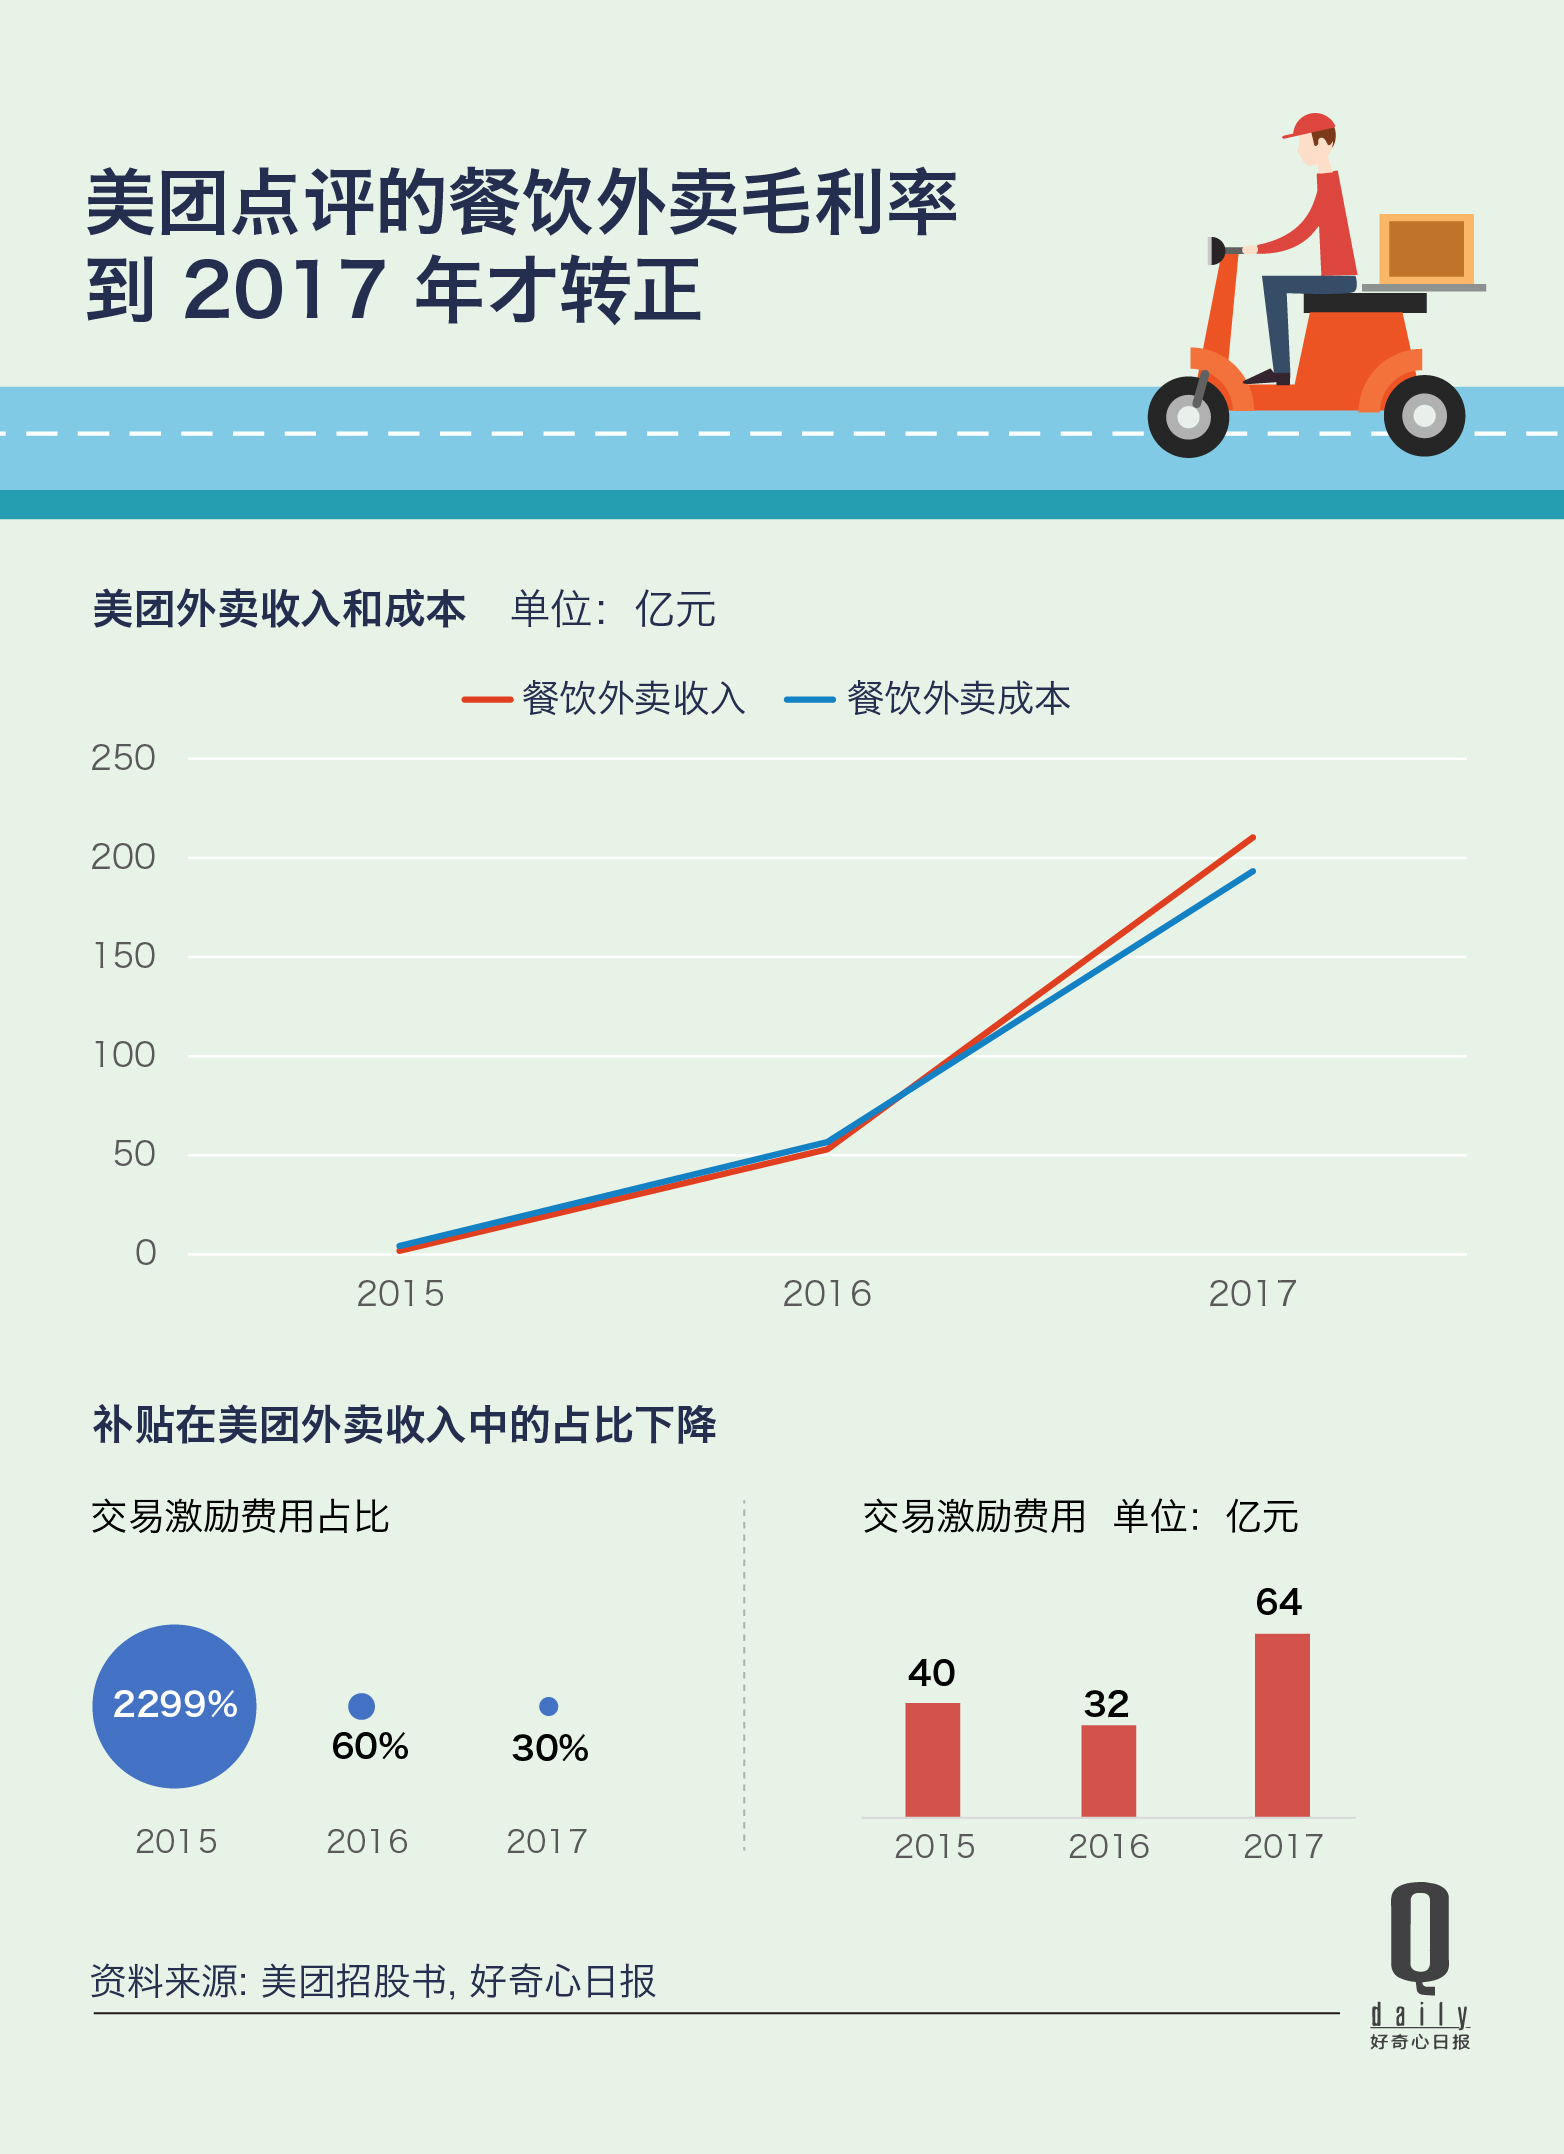 美团点评的餐饮外卖毛利率
到 2017 年才转正
美团外卖收入和成本 单位：亿元
餐饮外卖收入 餐饮外卖成本
250
200
150
100
50
0
2015 2016 2017
补贴在美团外卖收入中的占比下降
交易激励费用占比
2299%
60%
30%
2015 2016 2017
交易激励费用 单位：亿元
40
32
64
2015 2016 2017
资料来源: 美团招股书, 好奇心日报
Q
daily
好奇心日报